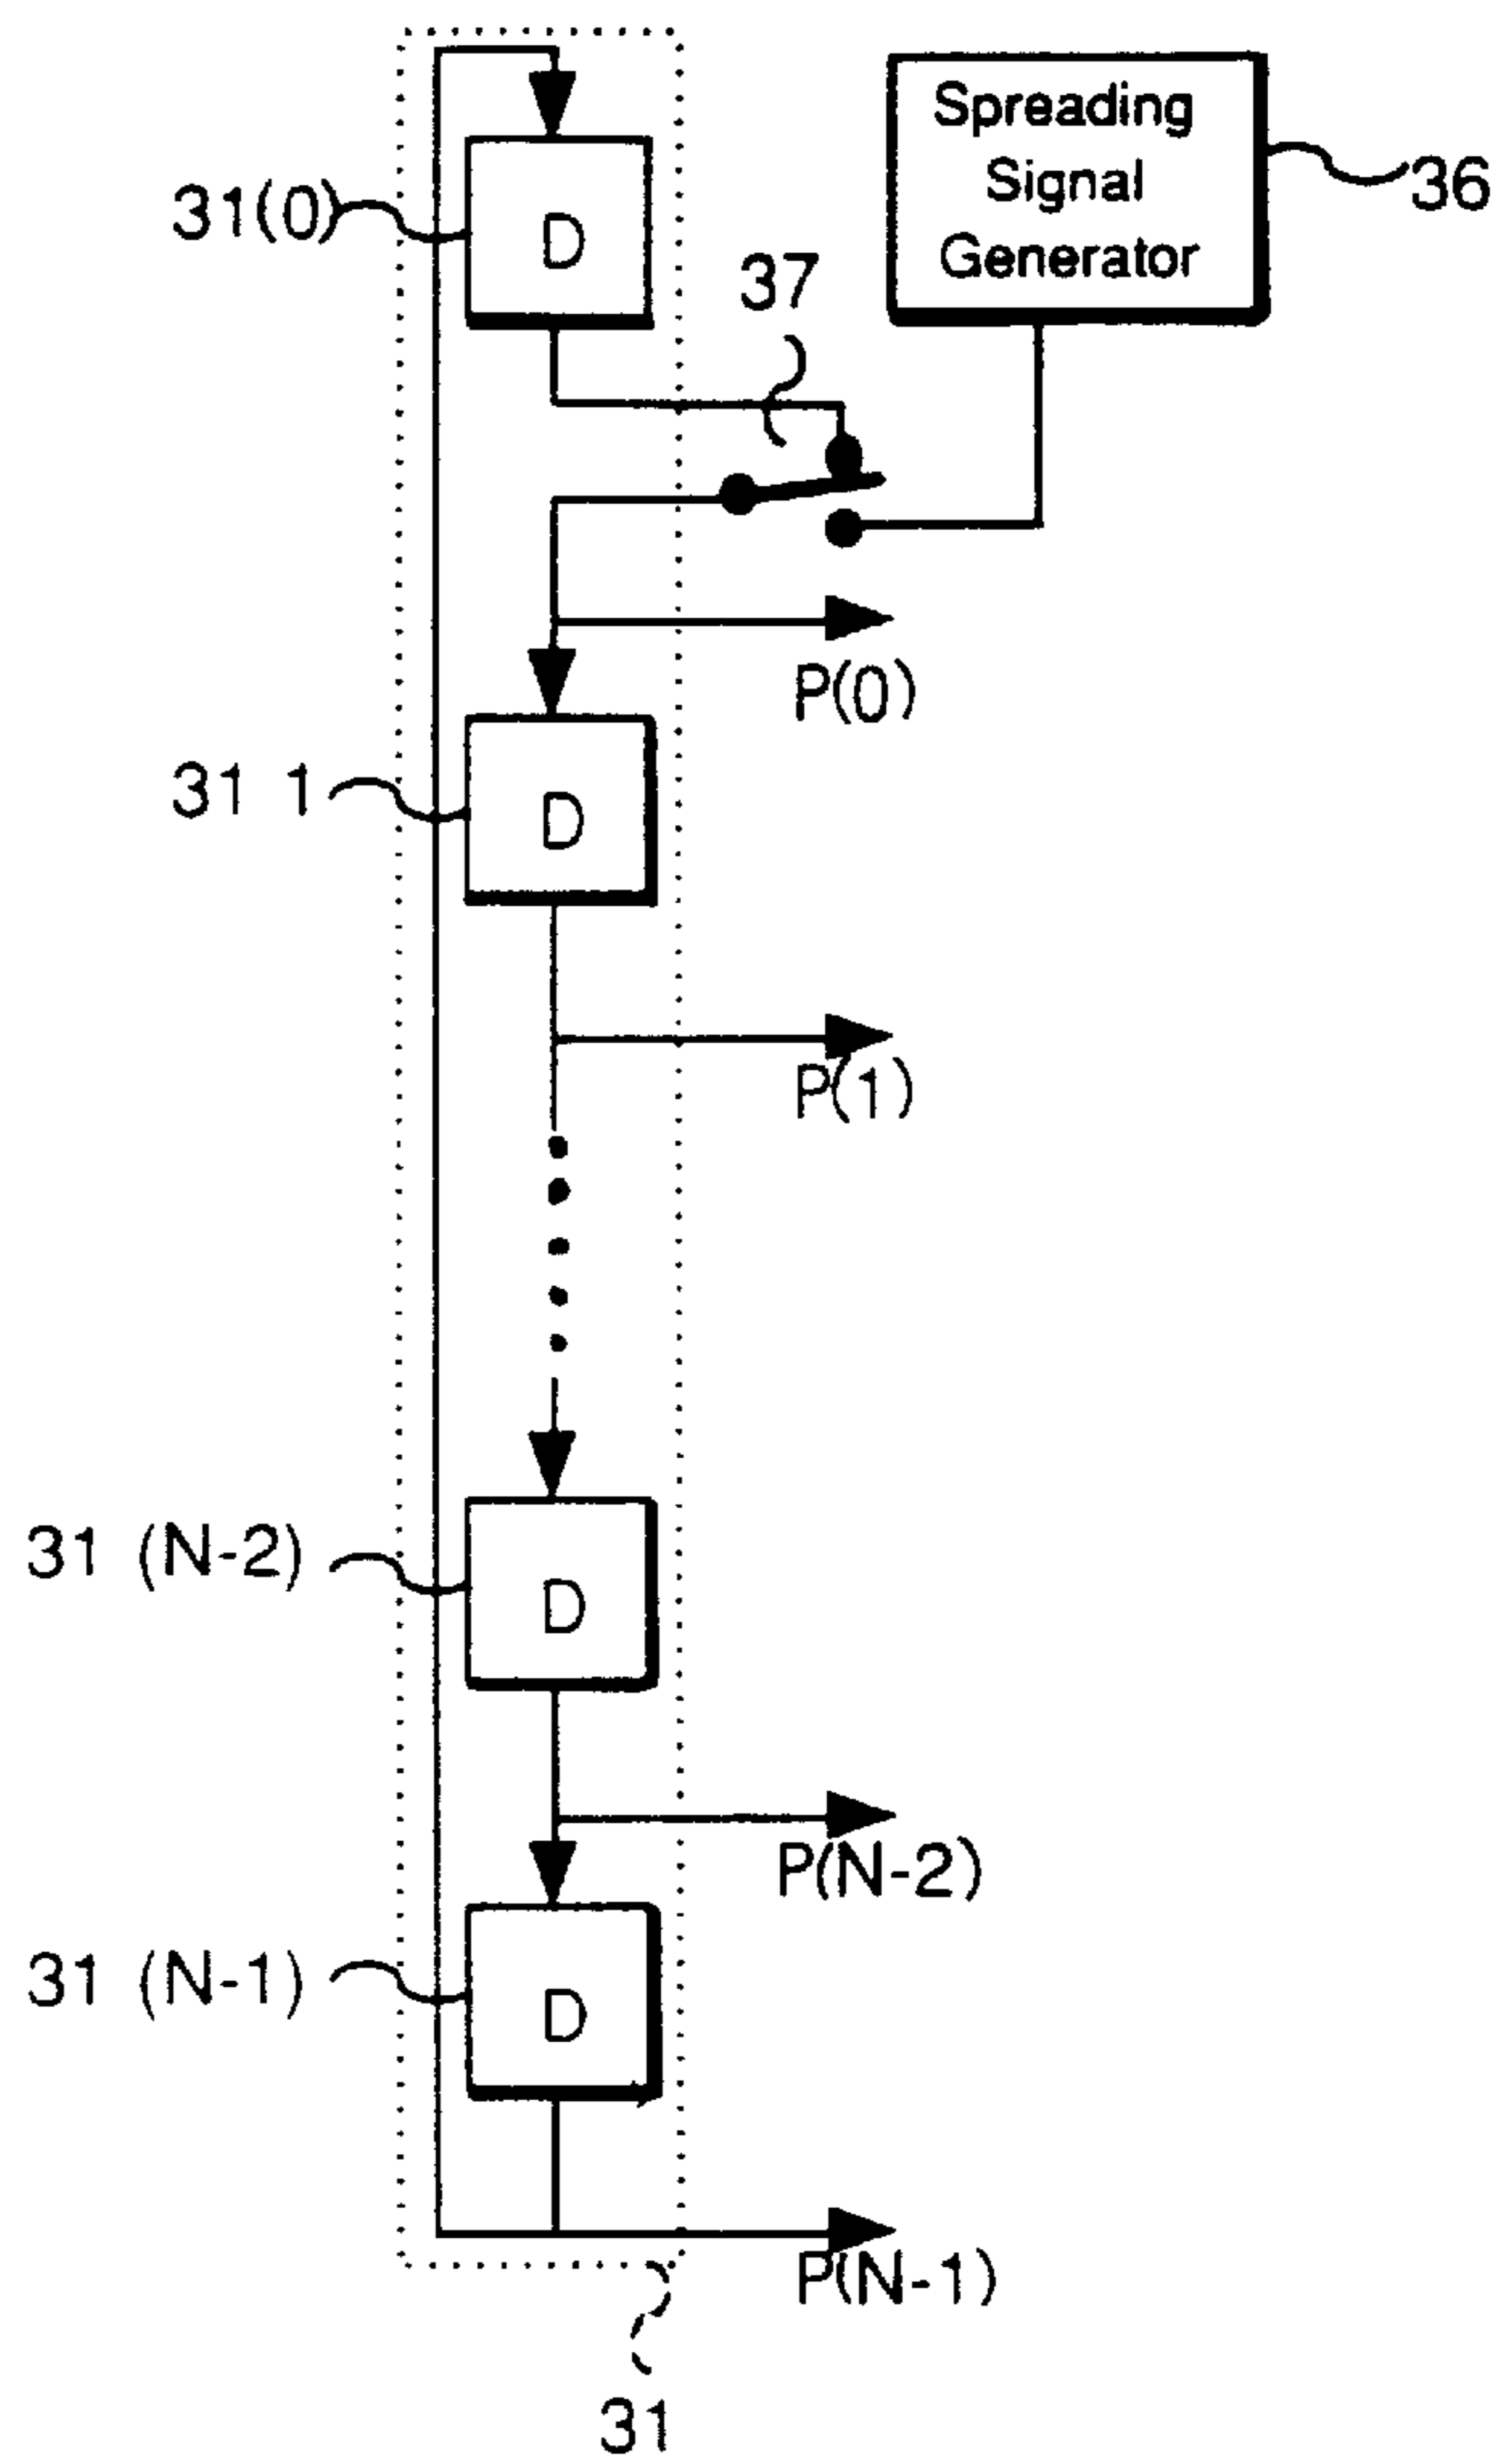 Spreading
Signal
Generator
36
31(0)
D
37
P(0)
31 1
D
P(1)
31 (N-2)
D
P(N-2)
31 (N-1)
D
P(N-1)
31